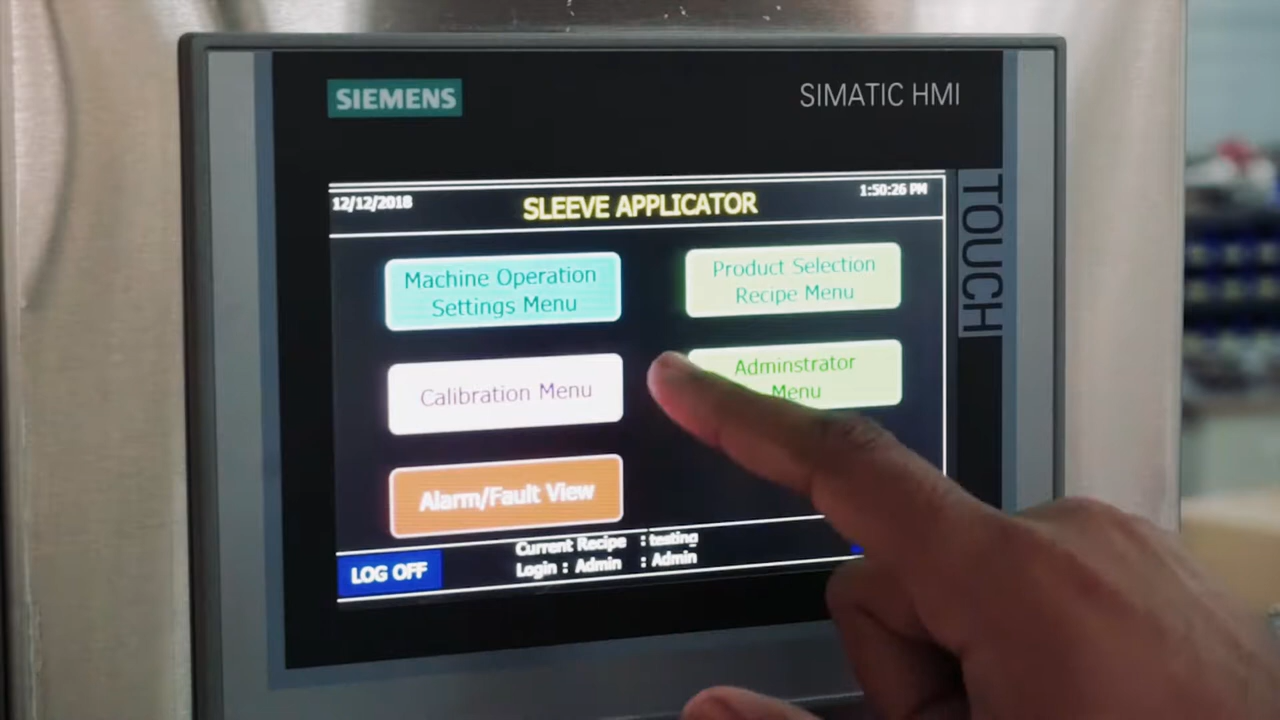 SIEMENS
SIMATIC HMI
TOUCH
12/12/2018
SLEEVE APPLICATOR
1:50:26 PM
Machine Operation
Settings Menu
Product Selection
Recipe Menu
Calibration Menu
Adminstrator
Menu
Alarm/Fault View
LOG OFF
Current Recipe : testing
Login : Admin : Admin